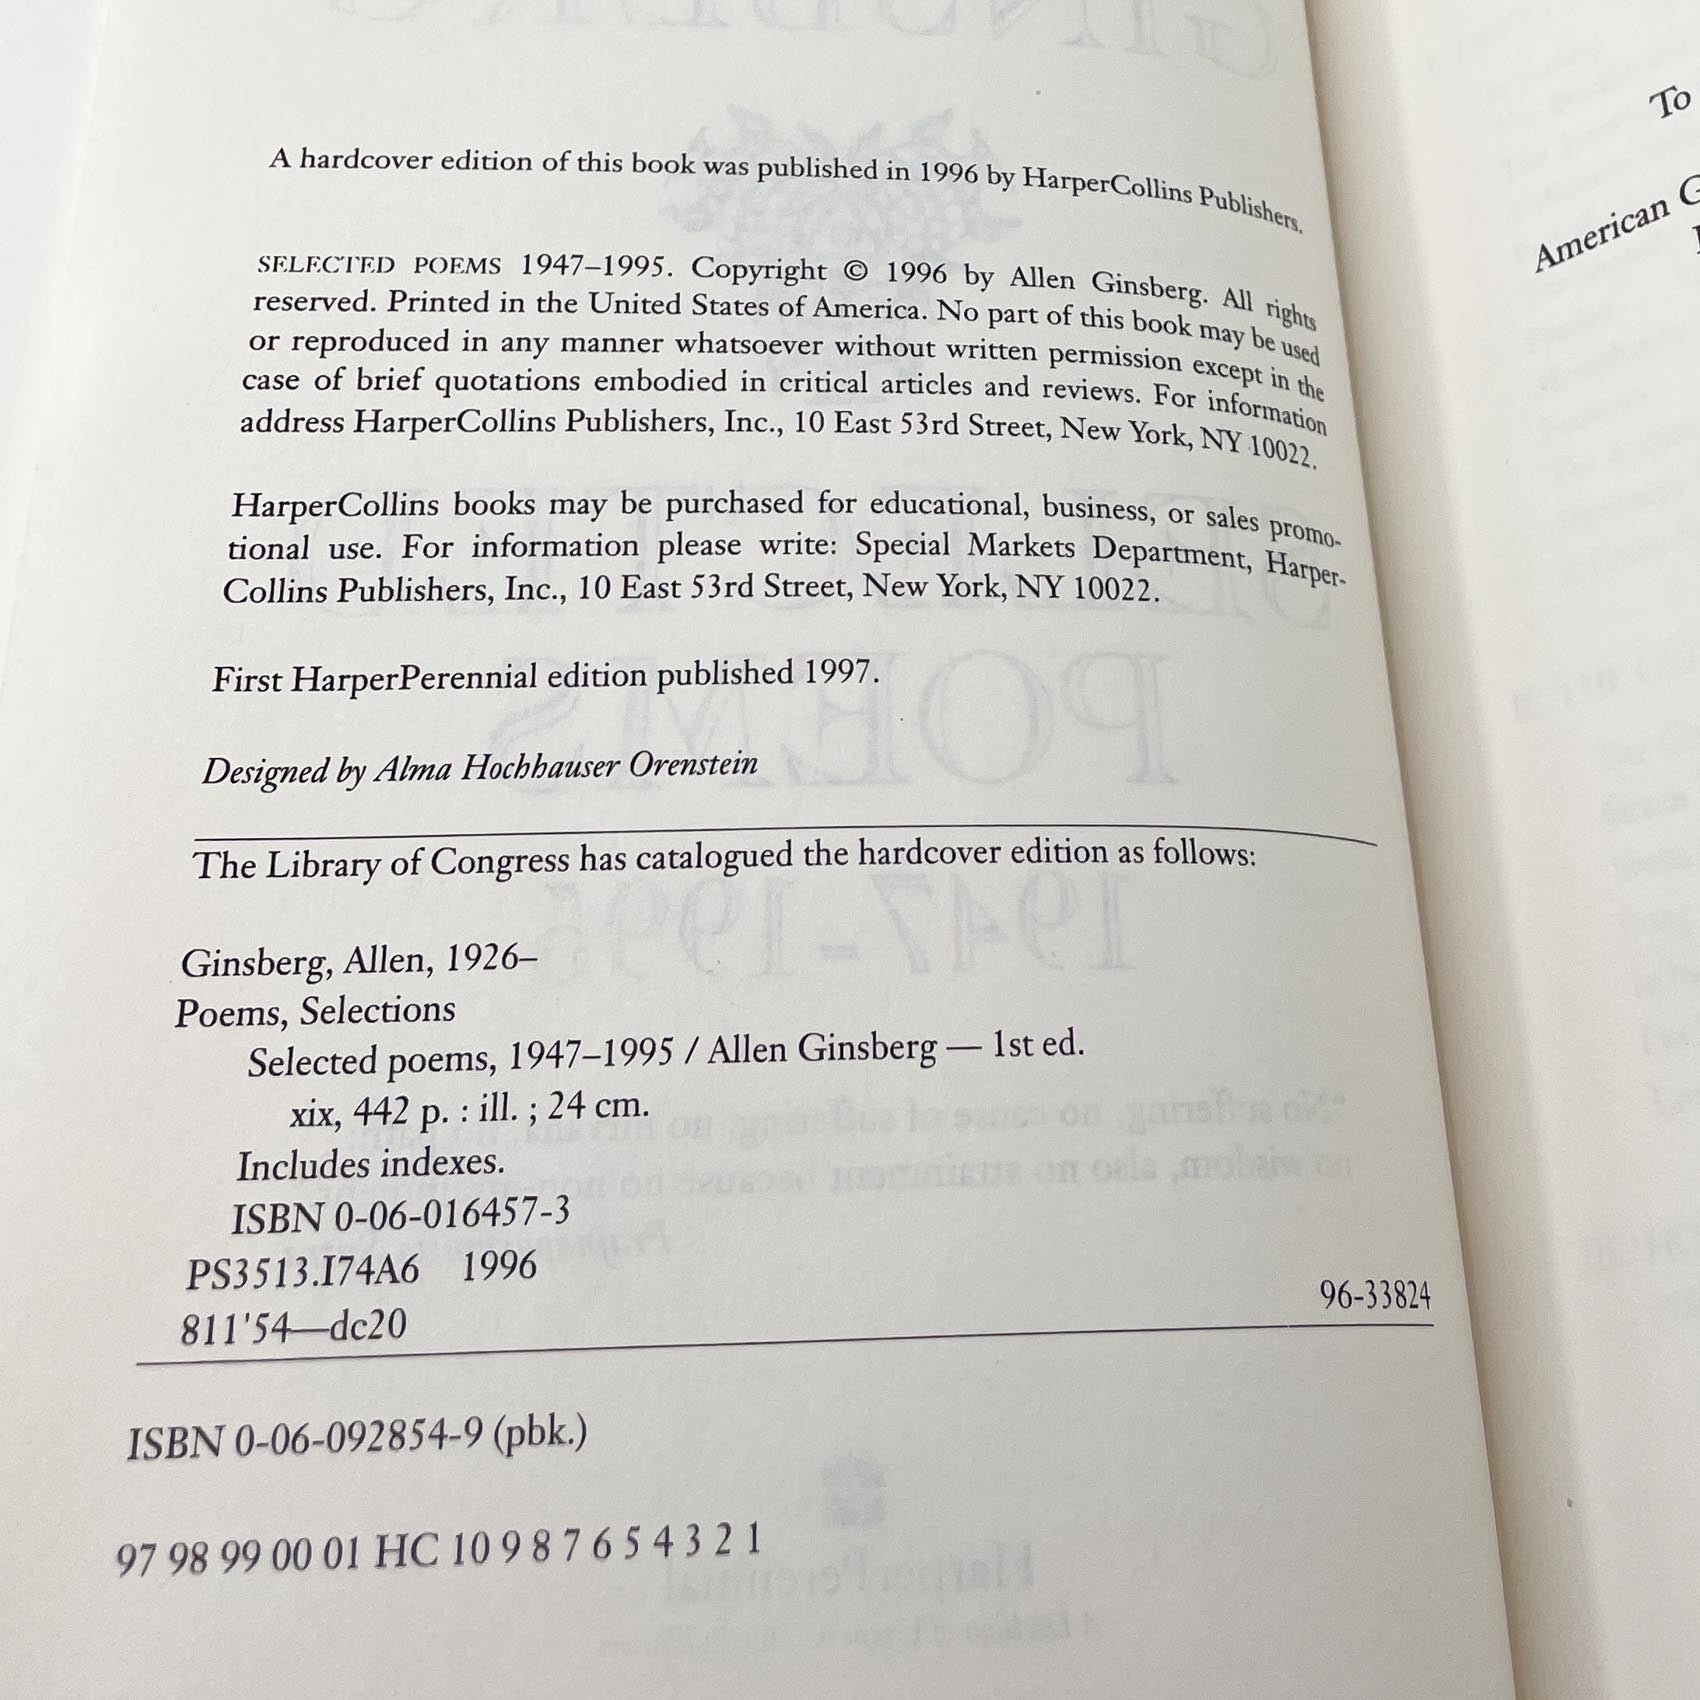 A hardcover edition of this book was published in 1996 by HarperCollins Publishers.
SELECTED POEMS 1947–1995. Copyright © 1996 by Allen Ginsberg. All rights
reserved. Printed in the United States of America. No part of this book may be used
or reproduced in any manner whatsoever without written permission except in the
case of brief quotations embodied in critical articles and reviews. For information
address HarperCollins Publishers, Inc., 10 East 53rd Street, New York, NY 10022.
HarperCollins books may be purchased for educational, business, or sales promo-
tional use. For information please write: Special Markets Department, Harper-
Collins Publishers, Inc., 10 East 53rd Street, New York, NY 10022.
First HarperPerennial edition published 1997.
Designed by Alma Hochhauser Orenstein
The Library of Congress has catalogued the hardcover edition as follows:
Ginsberg, Allen, 1926–
Poems, Selections
Selected poems, 1947–1995 / Allen Ginsberg — 1st ed.
xix, 442 p. : ill. ; 24 cm.
Includes indexes.
ISBN 0-06-016457-3
PS3513.I74A6 1996
811'54—dc20
96-33824
ISBN 0-06-092854-9 (pbk.)
97 98 99 00 01 HC 10 9 8 7 6 5 4 3 2 1
To
American G